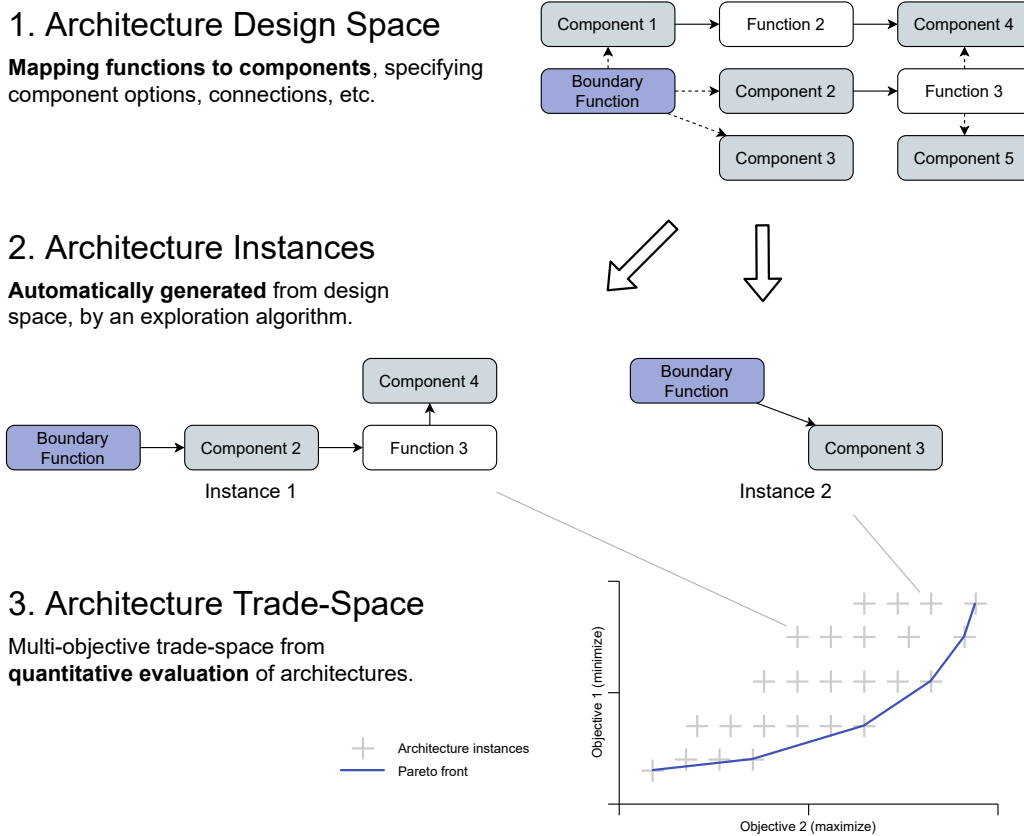 1. Architecture Design Space
Mapping functions to components, specifying
component options, connections, etc.
Component 1
Function 2
Component 4
Boundary
Function
Component 2
Function 3
Component 3
Component 5
2. Architecture Instances
Automatically generated from design
space, by an exploration algorithm.
Component 4
Boundary
Function
Component 2
Function 3
Instance 1
Boundary
Function
Component 3
Instance 2
3. Architecture Trade-Space
Multi-objective trade-space from
quantitative evaluation of architectures.
Architecture instances
Pareto front
Objective 1 (minimize)
Objective 2 (maximize)